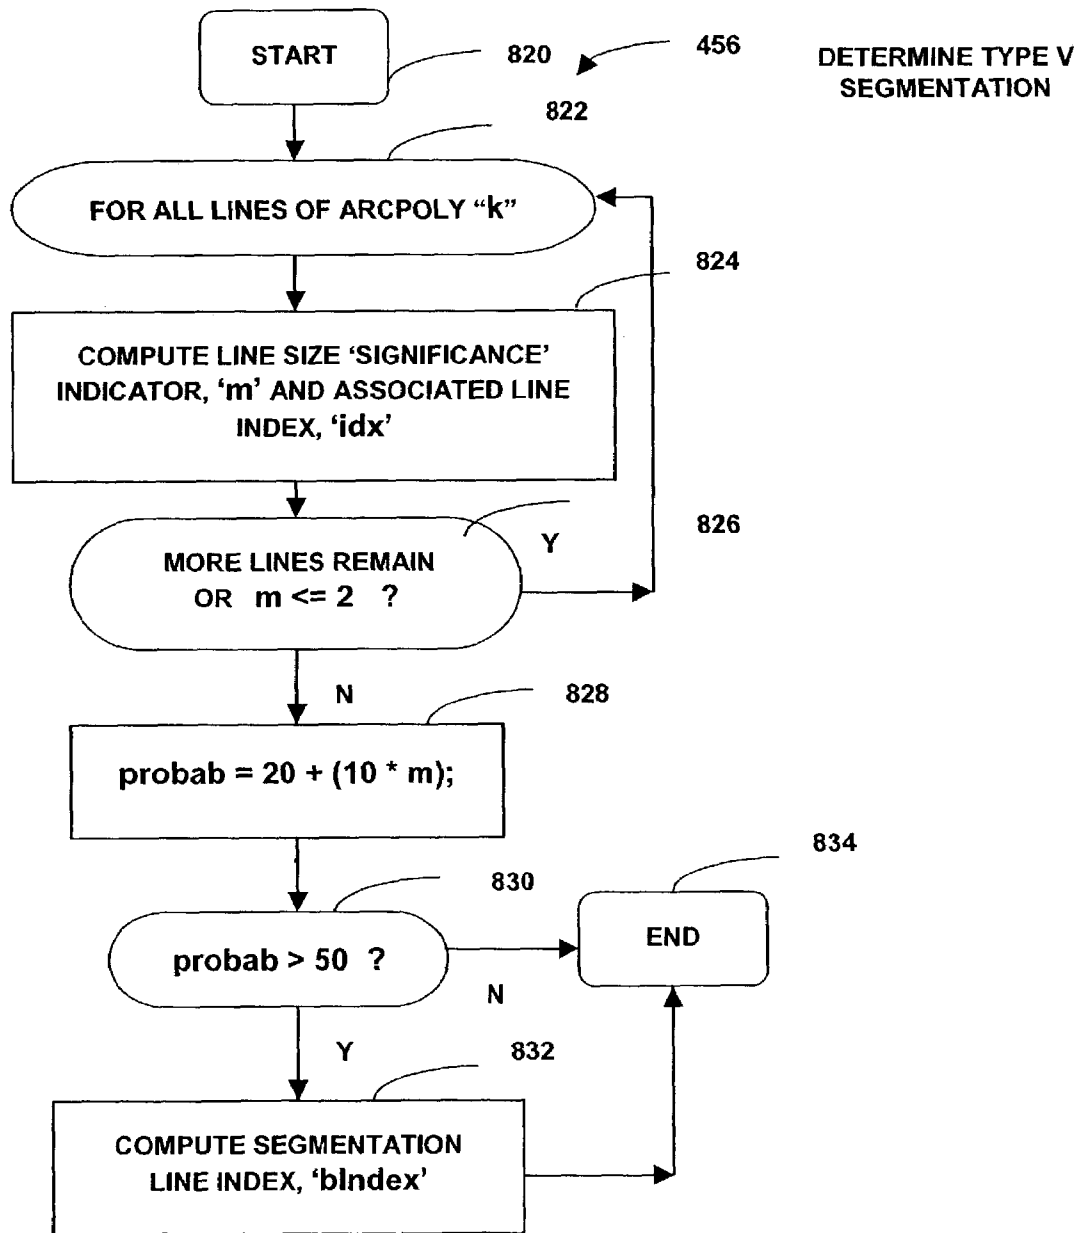 START
820
456
DETERMINE TYPE V
SEGMENTATION
822
FOR ALL LINES OF ARCPOLY “k”
824
COMPUTE LINE SIZE ‘SIGNIFICANCE’
INDICATOR, ‘m’ AND ASSOCIATED LINE
INDEX, ‘idx’
826
MORE LINES REMAIN
OR m <= 2 ?
Y
N
828
probab = 20 + (10 * m);
830
834
probab > 50 ?
END
N
Y
832
COMPUTE SEGMENTATION
LINE INDEX, ‘bIndex’